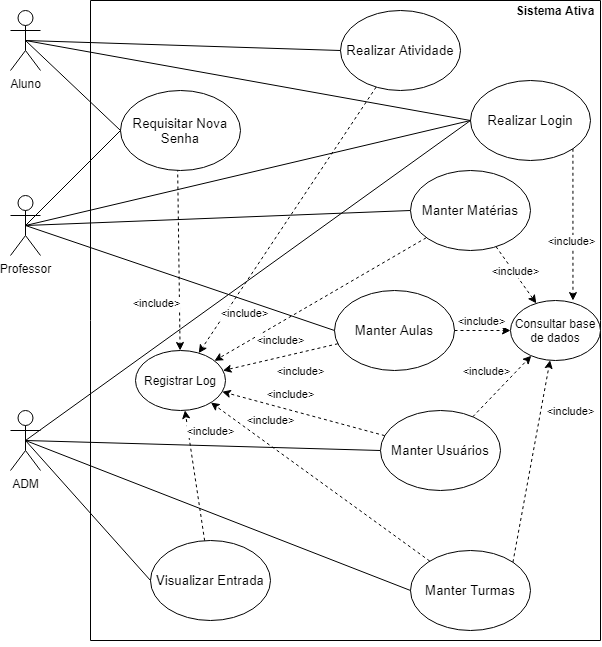 Sistema Ativa
Aluno
Realizar Atividade
Requisitar Nova
Senha
Realizar Login
Manter Matérias
Professor
<include>
<include>
<include>
<include>
<include>
Manter Aulas
<include>
Consultar base
de dados
<include>
<include>
Registrar Log
<include>
<include>
<include>
<include>
Manter Usuários
ADM
Visualizar Entrada
Manter Turmas